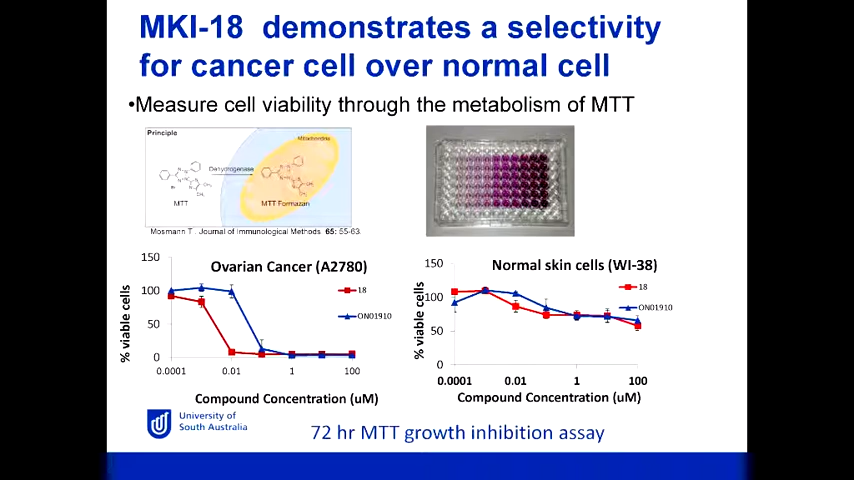 MKI-18 demonstrates a selectivity
for cancer cell over normal cell
•Measure cell viability through the metabolism of MTT
Principle
Mitochondria
Dehydrogenase
MTT
MTT Formazan
Mosmann T. Journal of Immunological Methods 65: 55-63.
Ovarian Cancer (A2780)
% viable cells
150
100
50
0
0.0001
0.01
1
100
18
ON01910
Compound Concentration (uM)
Normal skin cells (WI-38)
% viable cells
150
100
50
0
0.0001
0.01
1
100
18
ON01910
Compound Concentration (uM)
University of
South Australia
72 hr MTT growth inhibition assay